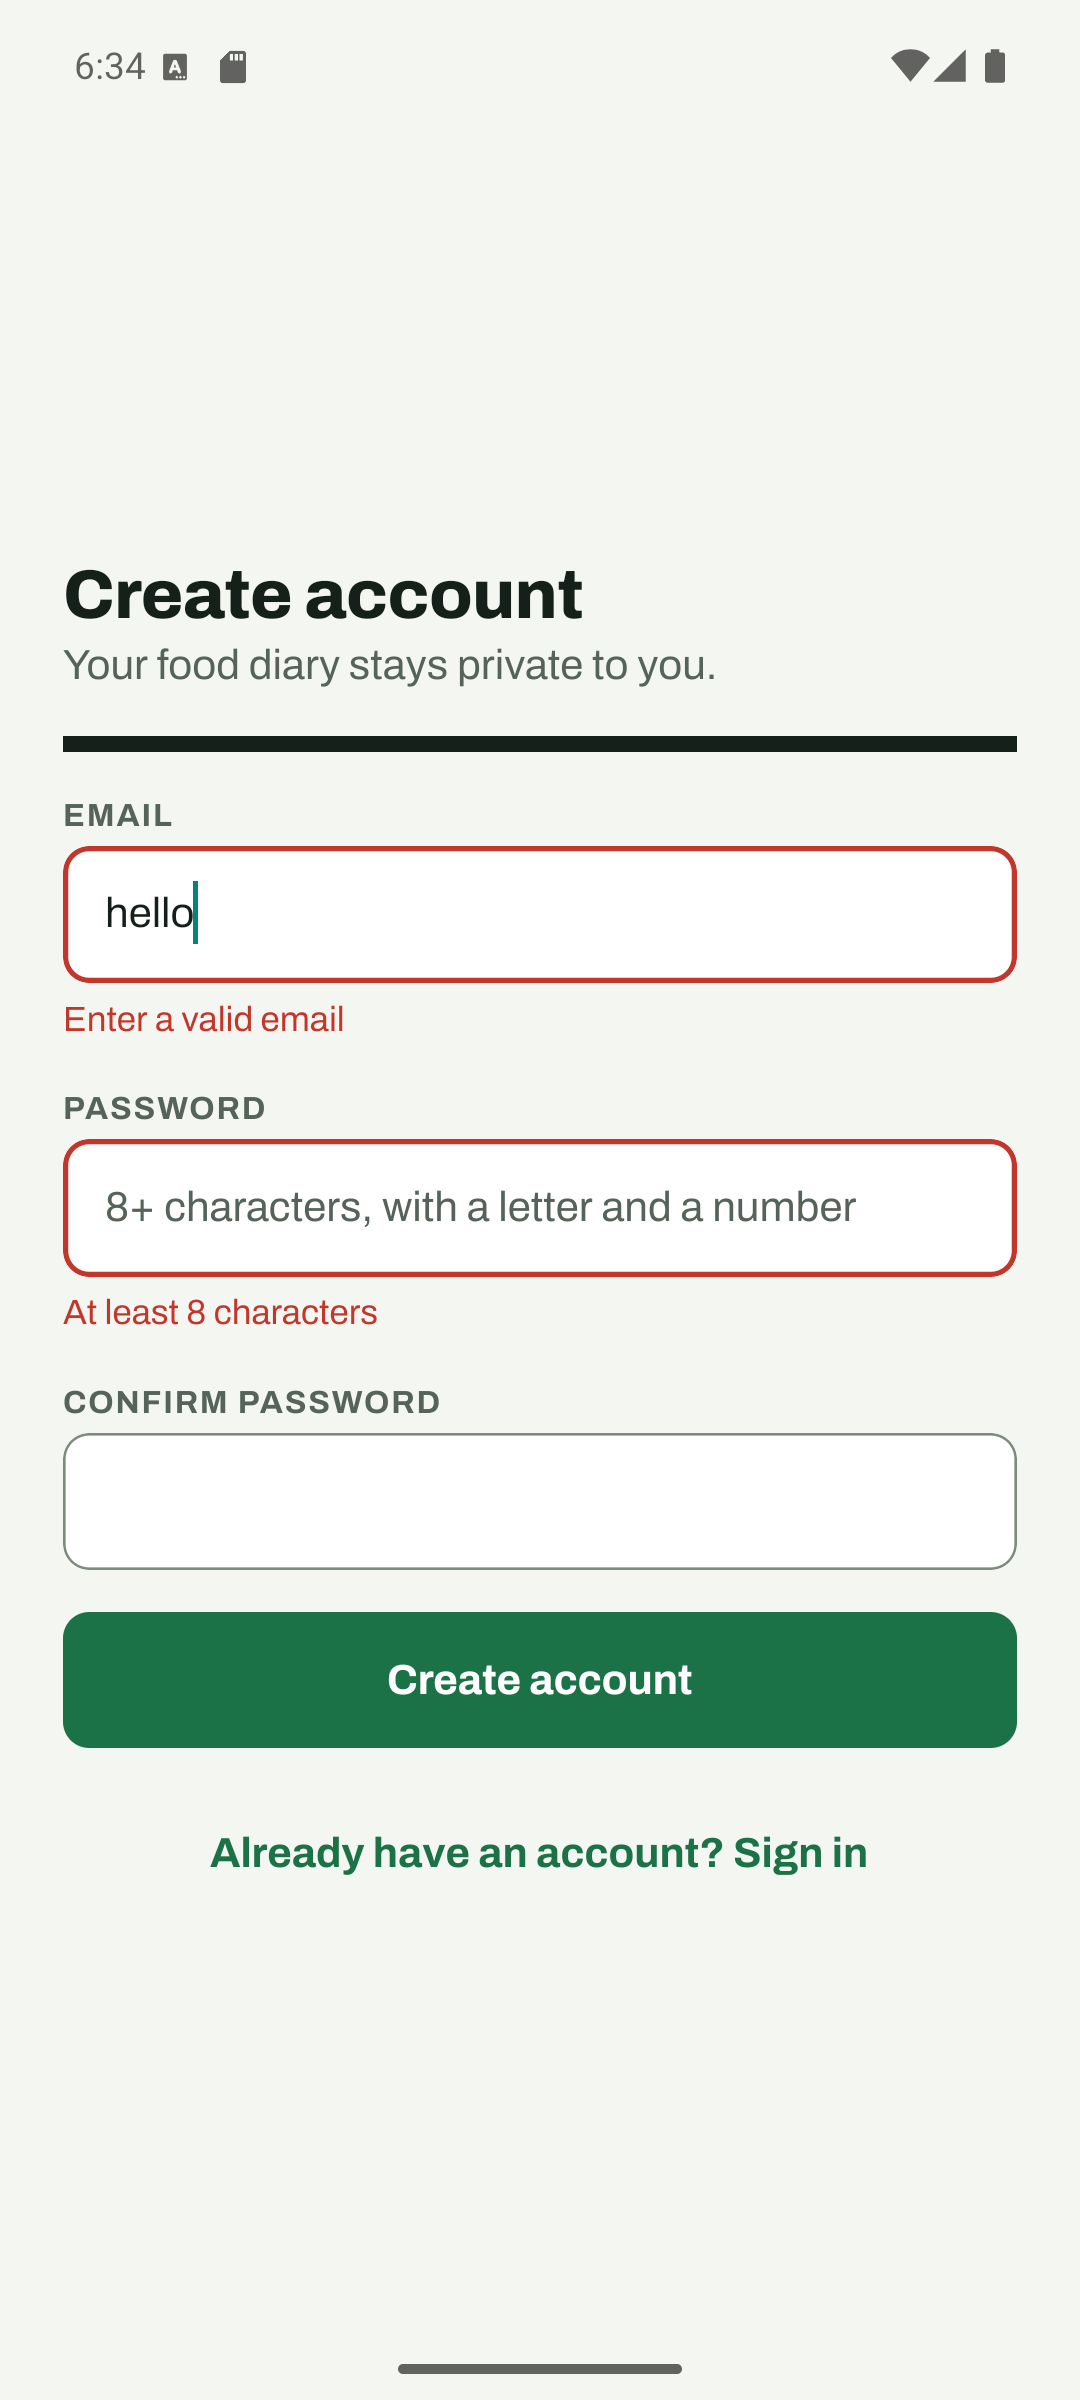 6:34
Create account
Your food diary stays private to you.
EMAIL
hello
Enter a valid email
PASSWORD
8+ characters, with a letter and a number
At least 8 characters
CONFIRM PASSWORD
Create account
Already have an account? Sign in